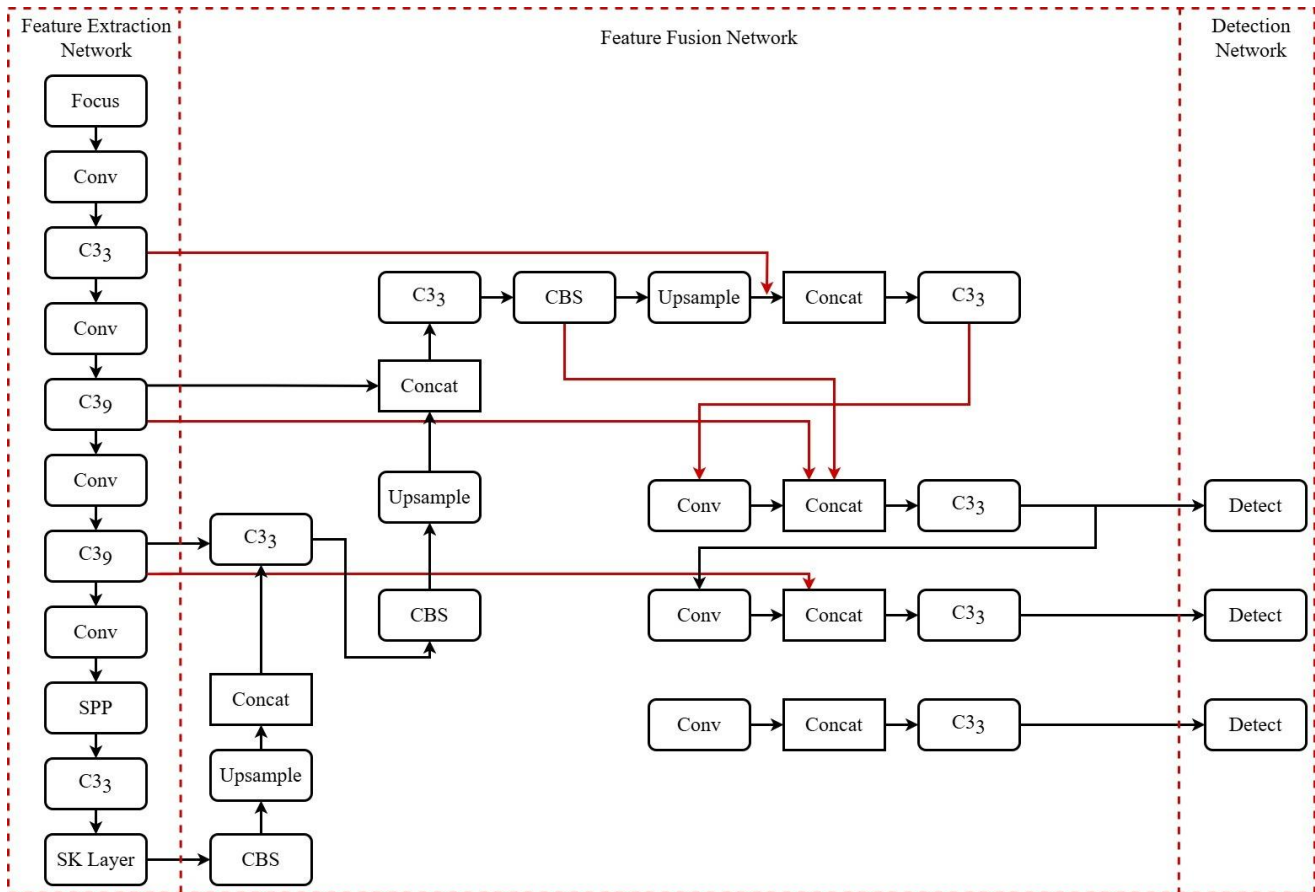 Feature Extraction
Network
Feature Fusion Network
Detection
Network
Focus
Conv
C3₃
Conv
C3₉
Conv
C3₉
Conv
SPP
C3₃
SK Layer
C3₃
Concat
Upsample
CBS
C3₃
Concat
Upsample
CBS
CBS
Upsample
Concat
C3₃
Conv
Concat
C3₃
Detect
Conv
Concat
C3₃
Detect
Conv
Concat
C3₃
Detect